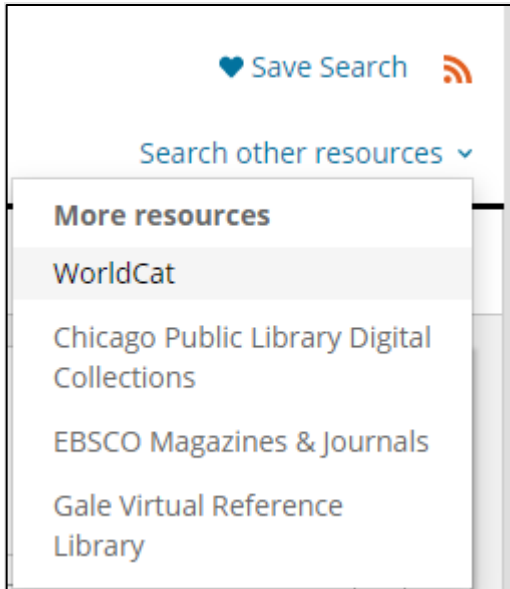 Save Search
Search other resources
More resources
WorldCat
Chicago Public Library Digital
Collections
EBSCO Magazines & Journals
Gale Virtual Reference
Library